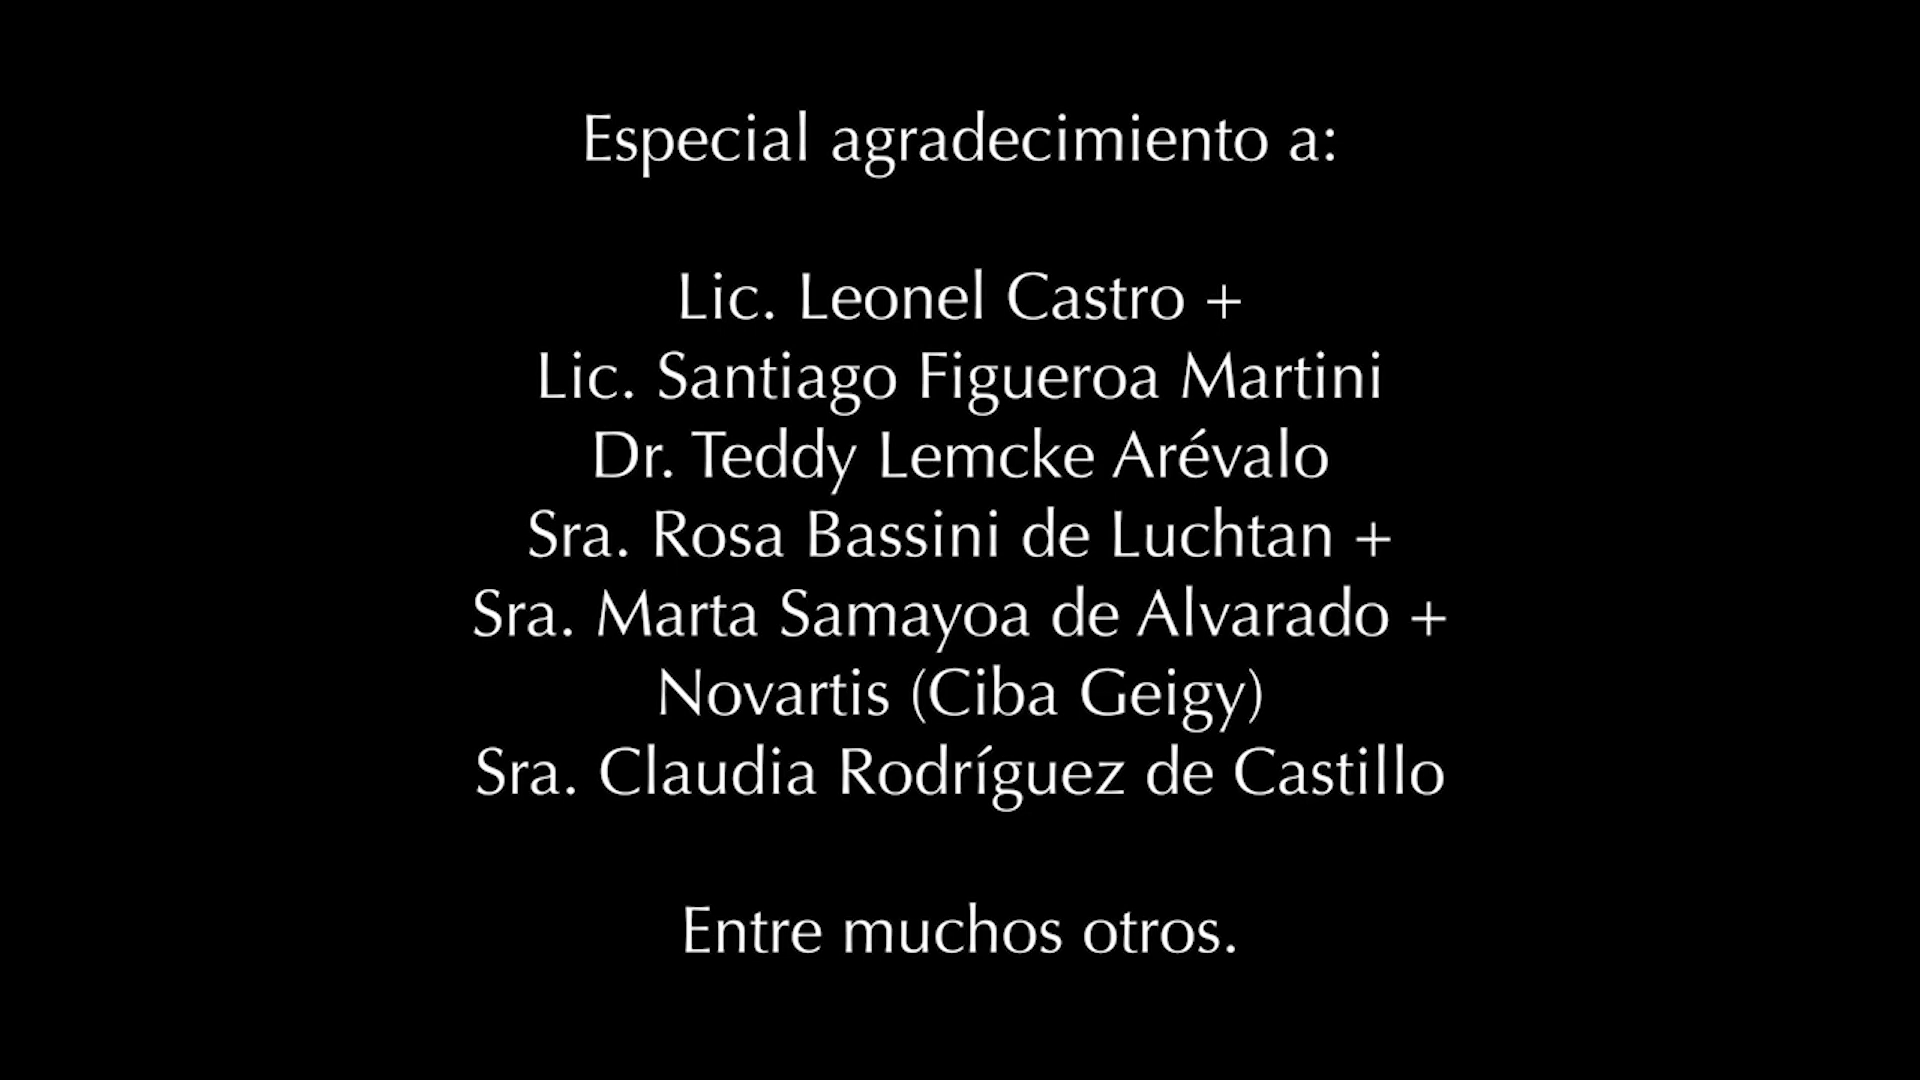 Especial agradecimiento a:
Lic. Leonel Castro +
Lic. Santiago Figueroa Martini
Dr. Teddy Lemcke Arévalo
Sra. Rosa Bassini de Luchtan +
Sra. Marta Samayoa de Alvarado +
Novartis (Ciba Geigy)
Sra. Claudia Rodríguez de Castillo
Entre muchos otros.